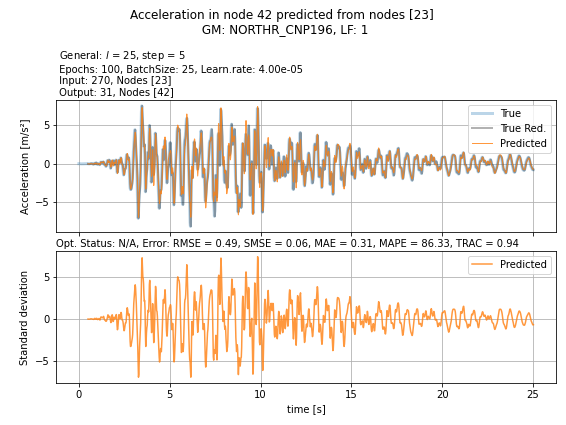 Acceleration in node 42 predicted from nodes [23]
GM: NORTHR_CNP196, LF: 1
General: l = 25, step = 5
Epochs: 100, BatchSize: 25, Learn.rate: 4.00e-05
Input: 270, Nodes [23]
Output: 31, Nodes [42]
Acceleration [m/s²]
5
0
−5
True
True Red.
Predicted
Opt. Status: N/A, Error: RMSE = 0.49, SMSE = 0.06, MAE = 0.31, MAPE = 86.33, TRAC = 0.94
Standard deviation
5
0
−5
Predicted
0 5 10 15 20 25
time [s]